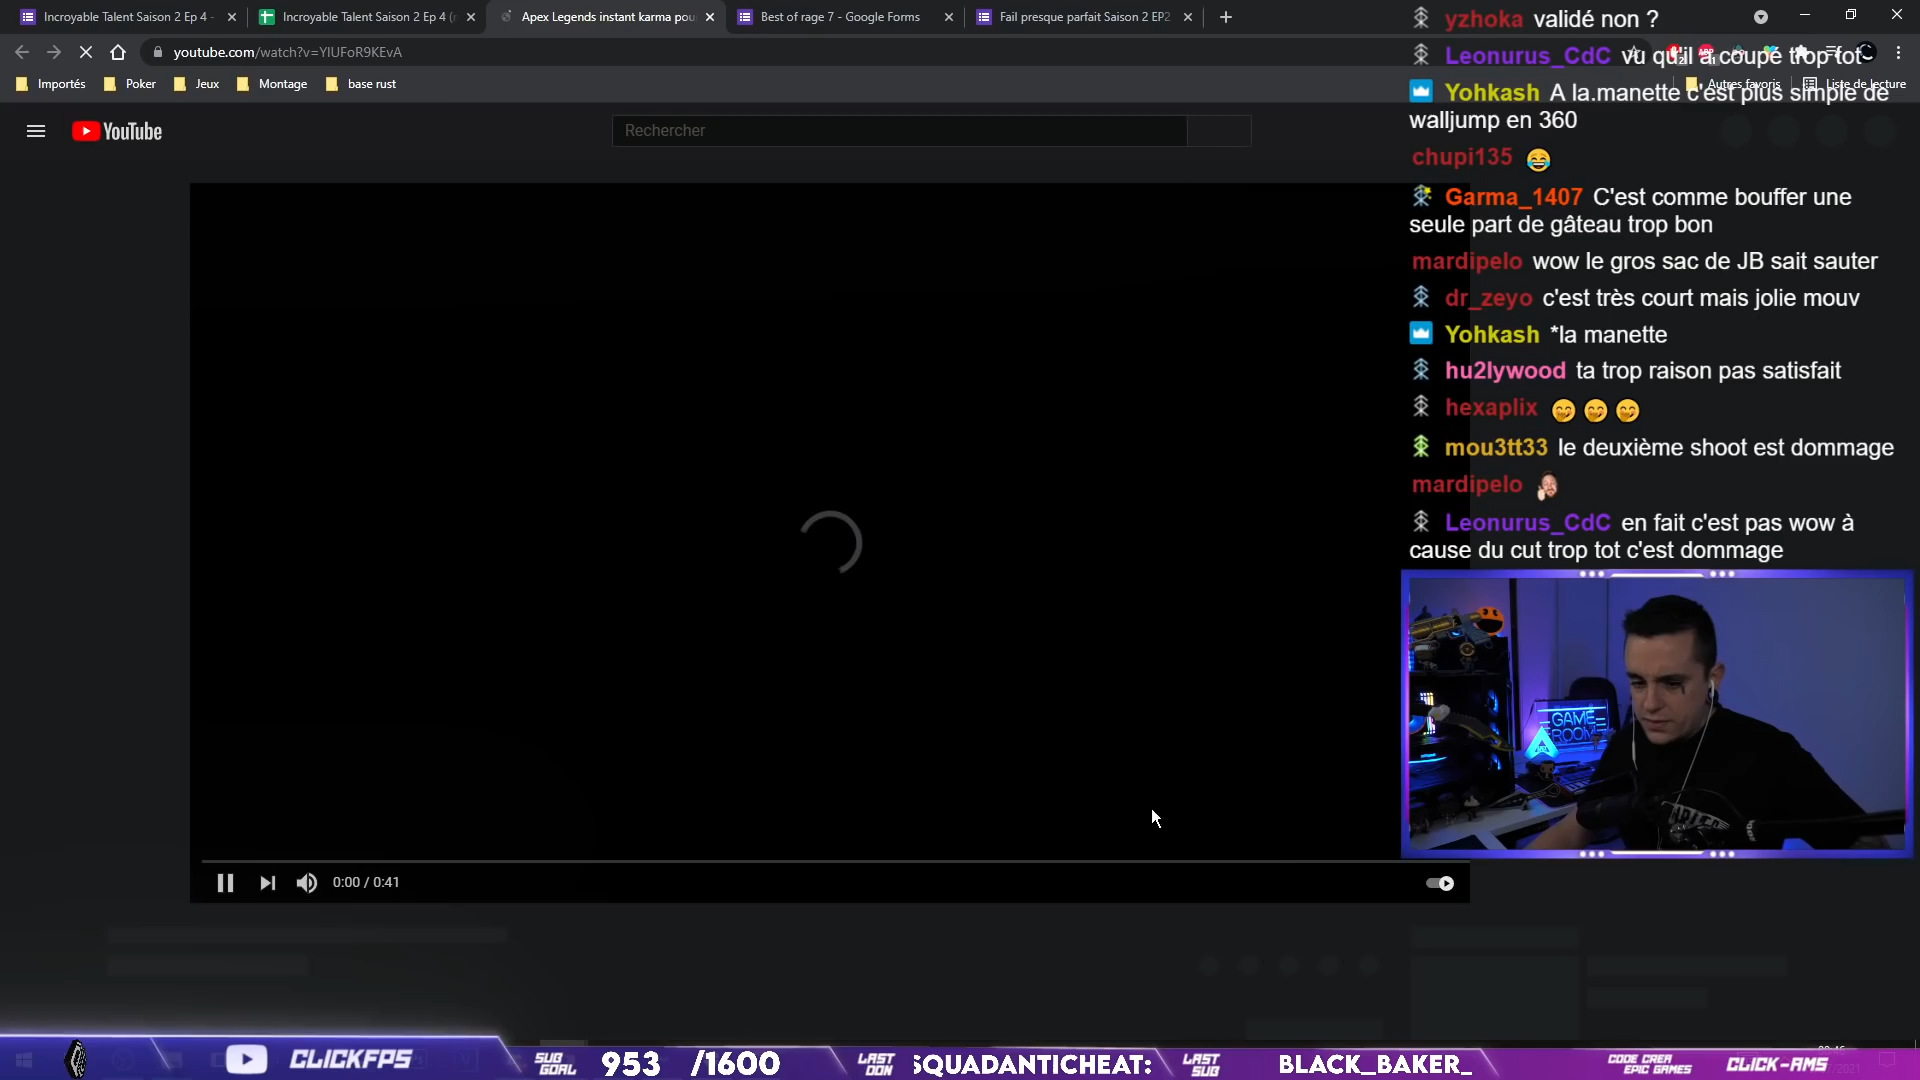 Incroyable Talent Saison 2 Ep 4 -
Incroyable Talent Saison 2 Ep 4 (r
Apex Legends instant karma pou
Best of rage 7 - Google Forms
Fail presque parfait Saison 2 EP2
youtube.com/watch?v=YIUFoR9KEvA
Importés
Poker
Jeux
Montage
base rust
Autres favoris
Liste de lecture
YouTube
Rechercher
yzhoka validé non ?
Leonurus_CdC vu qu'il a coupé trop tot
Yohkash A la.manette c'est plus simple de
walljump en 360
chupi135 😂
Garma_1407 C'est comme bouffer une
seule part de gâteau trop bon
mardipelo wow le gros sac de JB sait sauter
dr_zeyo c'est très court mais jolie mouv
Yohkash *la manette
hu2lywood ta trop raison pas satisfait
hexaplix
mou3tt33 le deuxième shoot est dommage
mardipelo
Leonurus_CdC en fait c'est pas wow à
cause du cut trop tot c'est dommage
GAME
ROOM
0:00 / 0:41
CLICKFPS
SUB GOAL 953 /1600
LAST DON SQUADANTICHEAT:
LAST SUB BLACK_BAKER_
CODE CREA
EPIC GAMES
CLICK-AMS